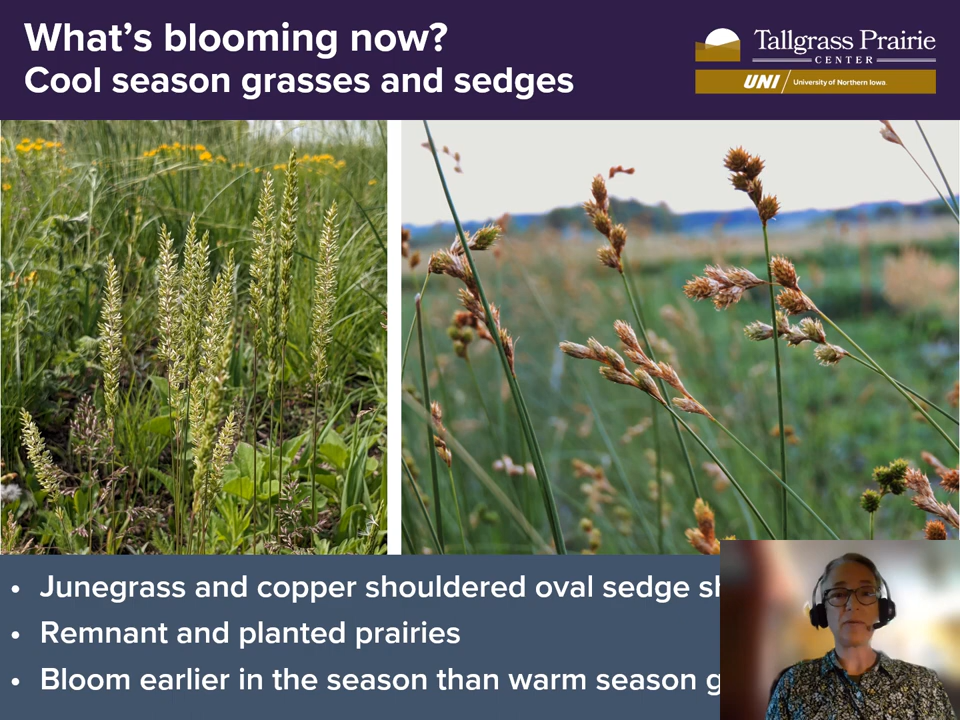 What's blooming now?
Cool season grasses and sedges
Tallgrass Prairie
CENTER
UNI University of Northern Iowa
• Junegrass and copper shouldered oval sedge
• Remnant and planted prairies
• Bloom earlier in the season than warm season